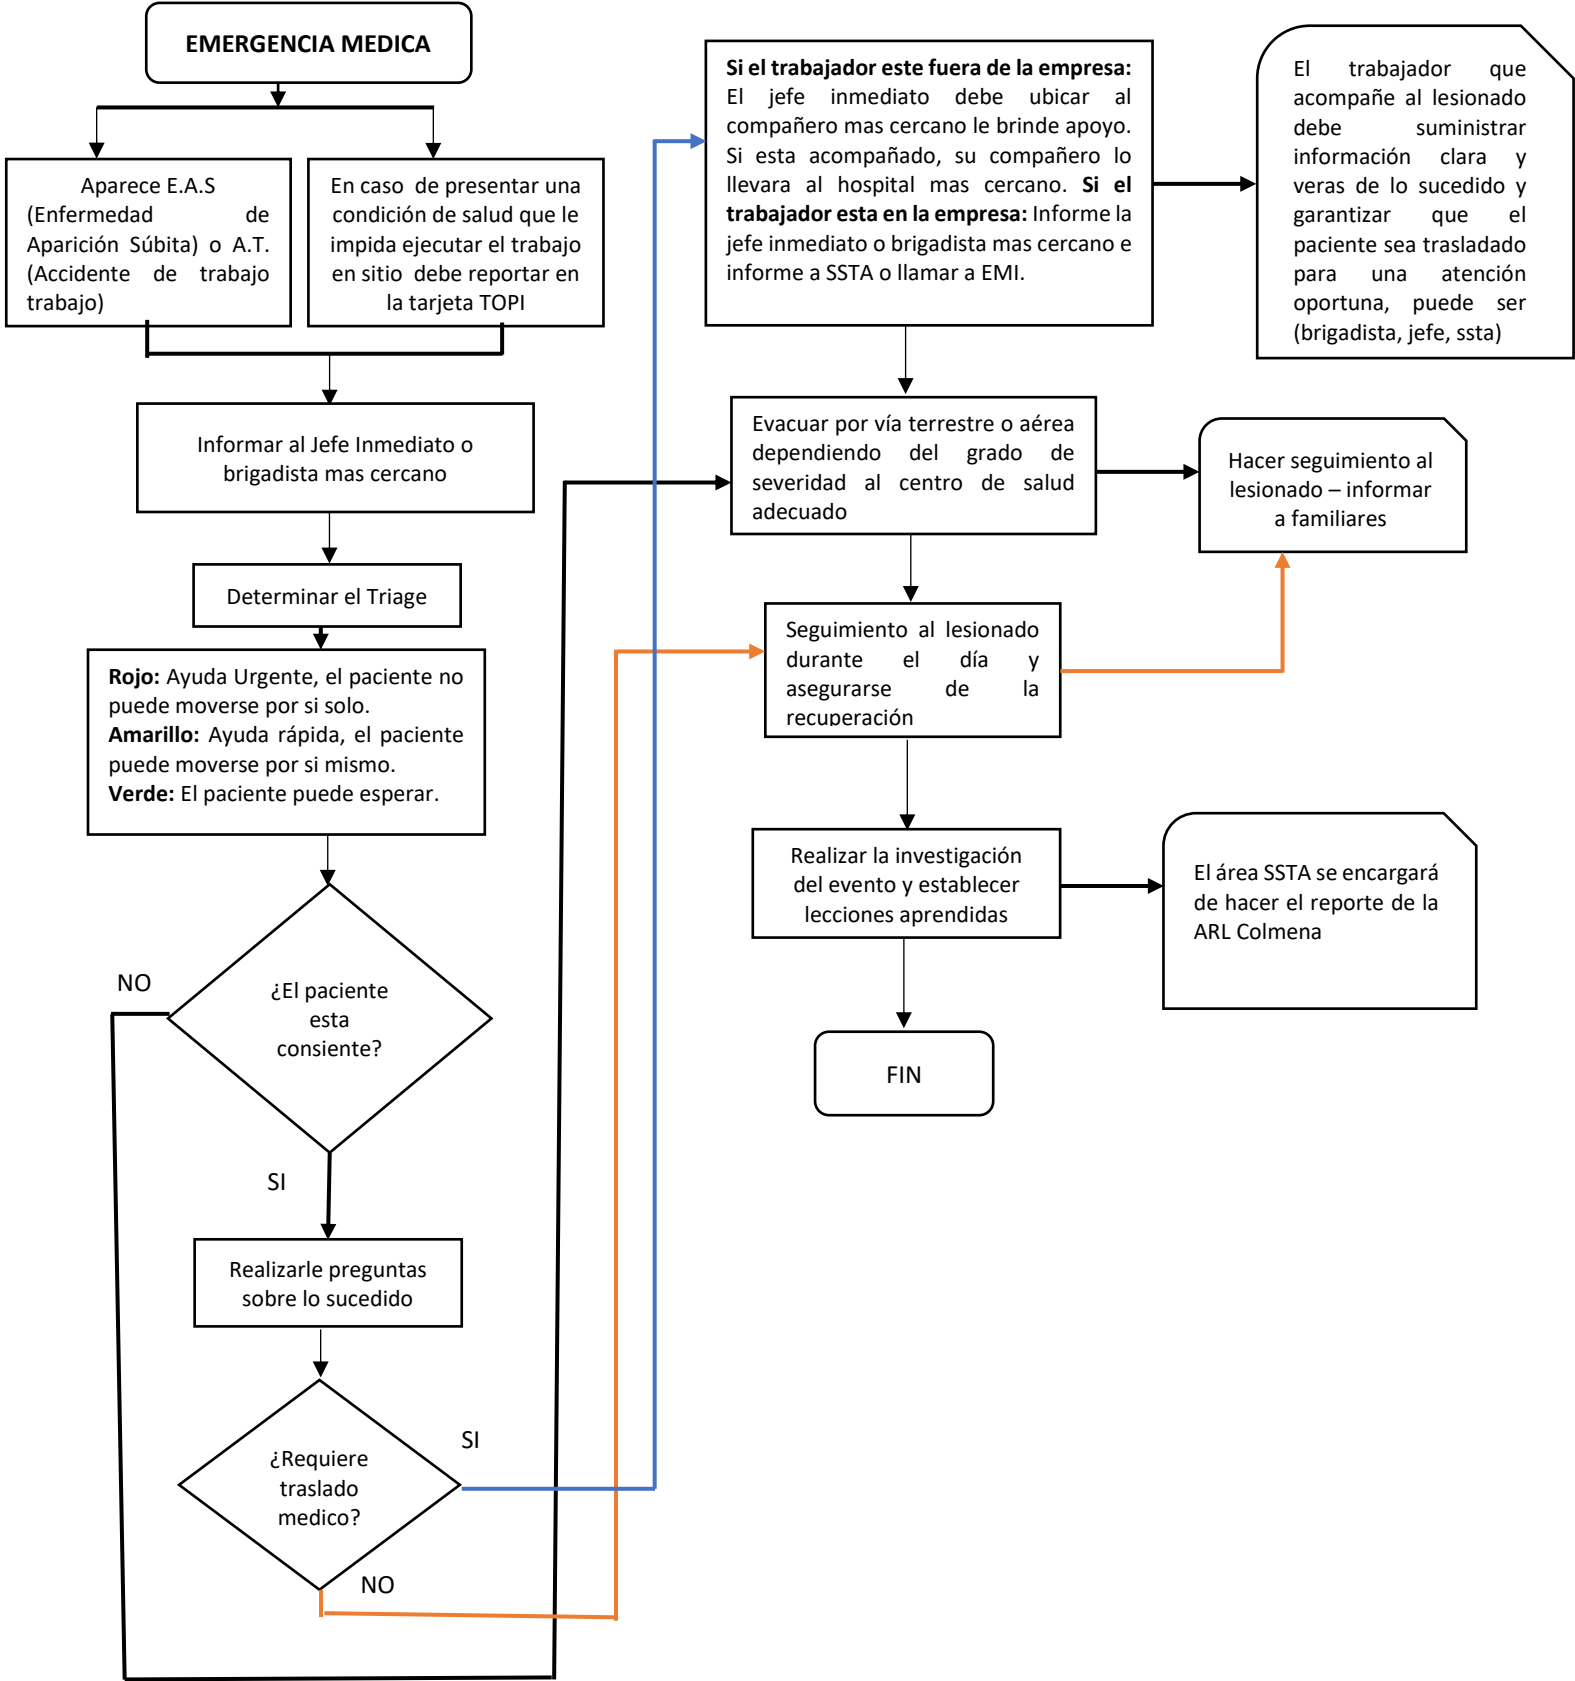 EMERGENCIA MEDICA
Aparece E.A.S
(Enfermedad de
Aparición Súbita) o A.T.
(Accidente de trabajo
trabajo)
En caso de presentar una
condición de salud que le
impida ejecutar el trabajo
en sitio debe reportar en
la tarjeta TOPI
Informar al Jefe Inmediato o
brigadista mas cercano
Determinar el Triage
Rojo: Ayuda Urgente, el paciente no
puede moverse por si solo.
Amarillo: Ayuda rápida, el paciente
puede moverse por si mismo.
Verde: El paciente puede esperar.
¿El paciente
esta
consiente?
NO
SI
Realizarle preguntas
sobre lo sucedido
¿Requiere
traslado
medico?
SI
NO
Si el trabajador este fuera de la empresa:
El jefe inmediato debe ubicar al
compañero mas cercano le brinde apoyo.
Si esta acompañado, su compañero lo
llevara al hospital mas cercano. Si el
trabajador esta en la empresa: Informe la
jefe inmediato o brigadista mas cercano e
informe a SSTA o llamar a EMI.
El trabajador que
acompañe al lesionado
debe suministrar
información clara y
veras de lo sucedido y
garantizar que el
paciente sea trasladado
para una atención
oportuna, puede ser
(brigadista, jefe, ssta)
Evacuar por vía terrestre o aérea
dependiendo del grado de
severidad al centro de salud
adecuado
Hacer seguimiento al
lesionado – informar
a familiares
Seguimiento al lesionado
durante el día y
asegurarse de la
recuperación
Realizar la investigación
del evento y establecer
lecciones aprendidas
El área SSTA se encargará
de hacer el reporte de la
ARL Colmena
FIN